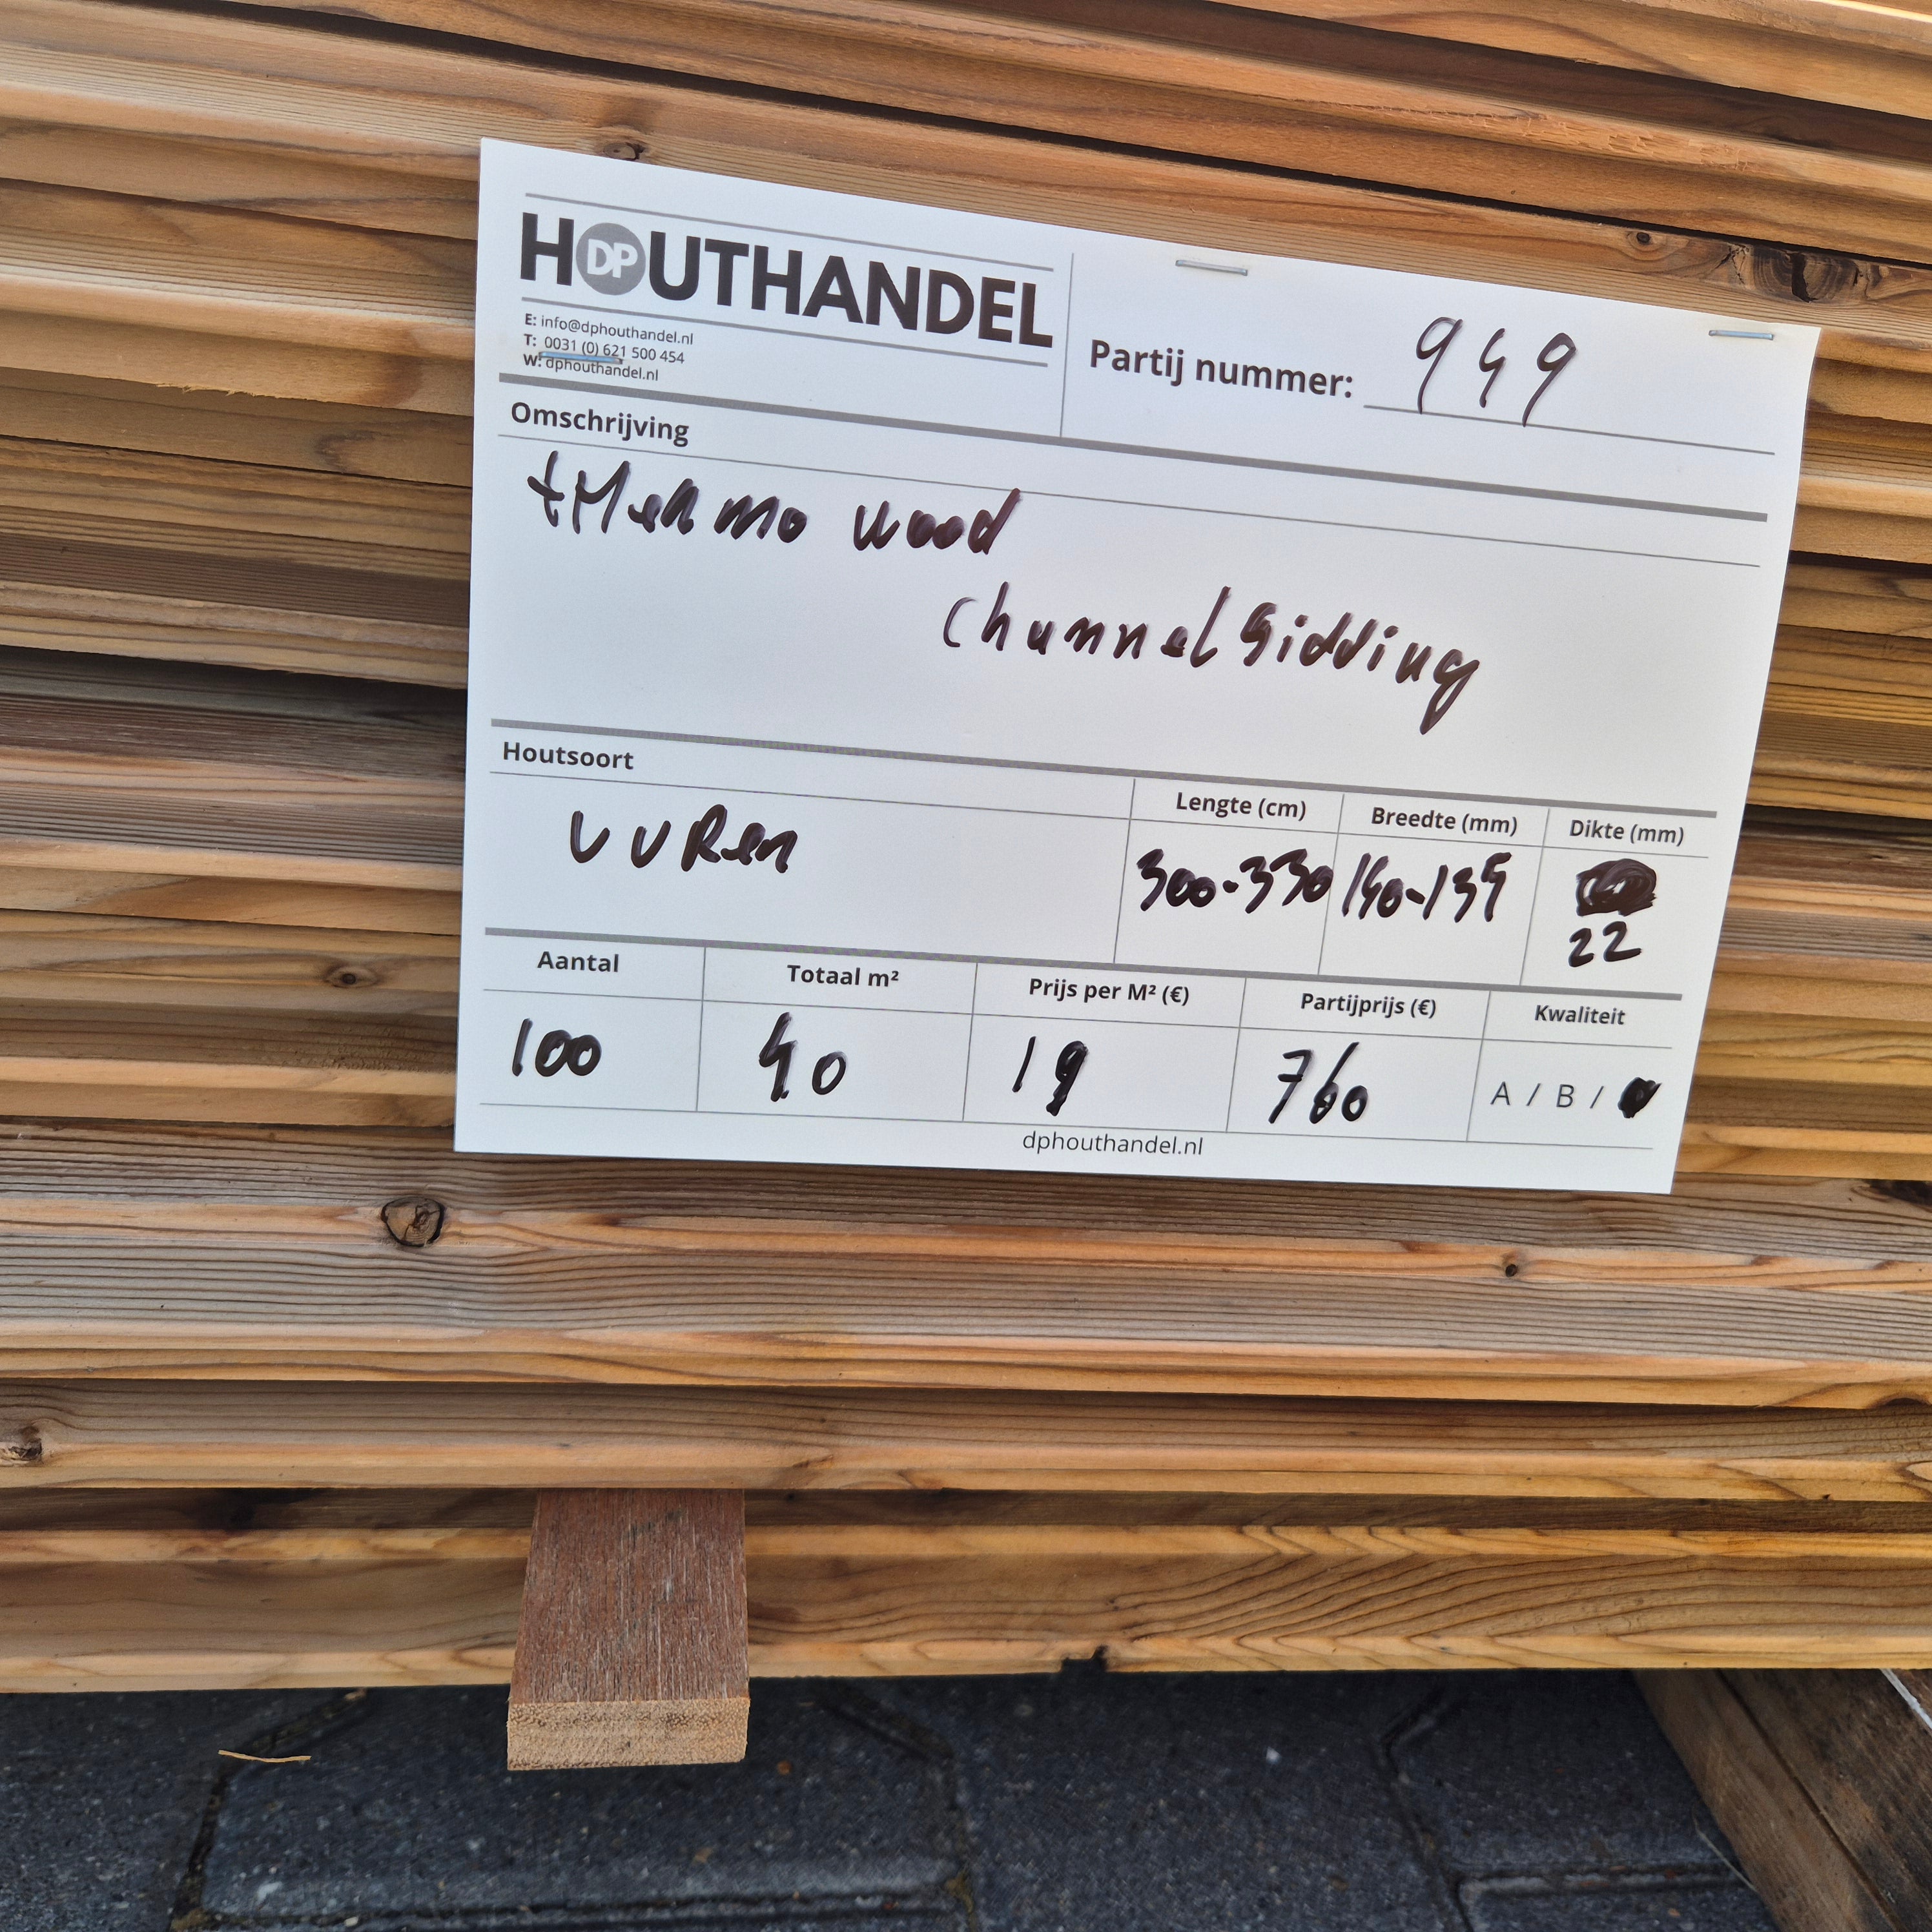 HOUTHANDEL
DP
E: info@dphouthandel.nl
T: 0031 (0) 621 500 454
W: dphouthandel.nl
Partij nummer: 949
Omschrijving
tHermo wood
Channel Sidding
Houtsoort
Lengte (cm) Breedte (mm) Dikte (mm)
VURen
300-330 140-135
22
Aantal Totaal m² Prijs per M² (€) Partijprijs (€) Kwaliteit
100 40 19 760 A / B /
dphouthandel.nl